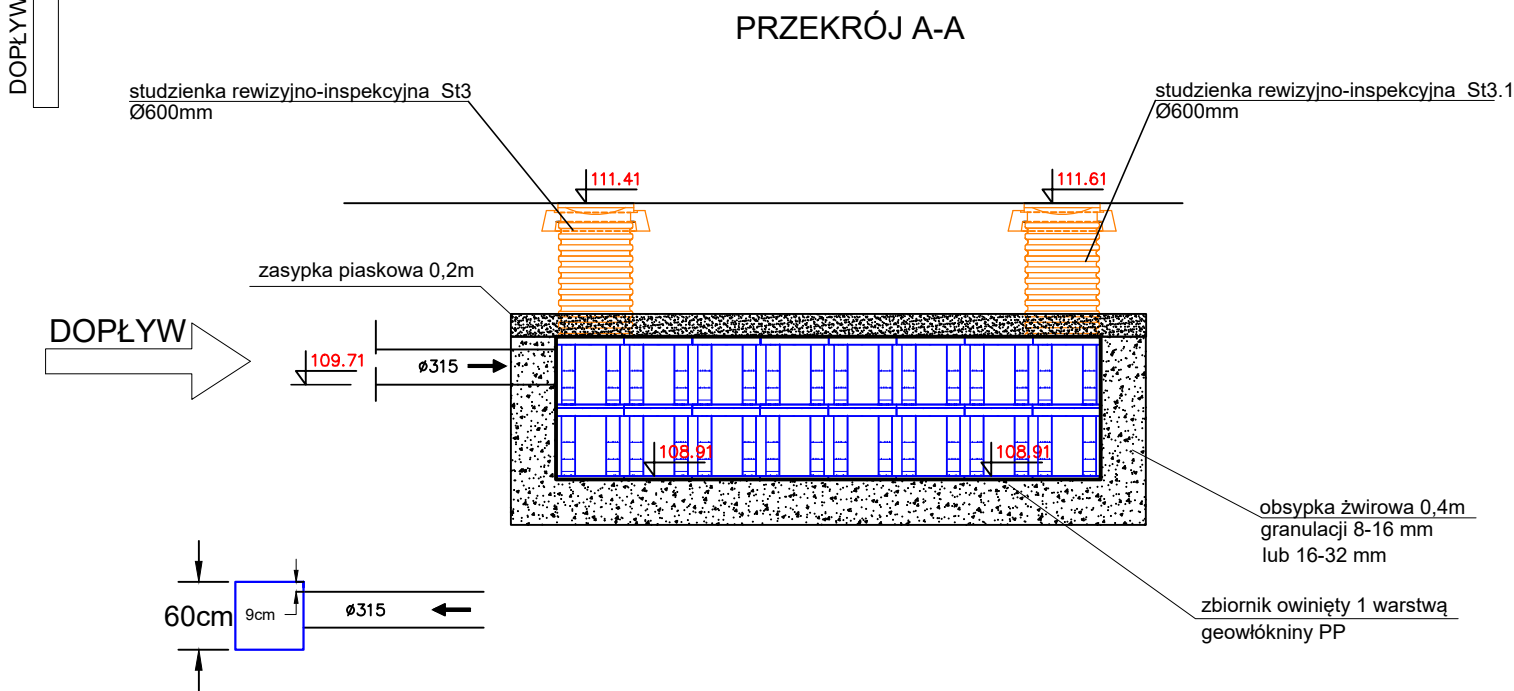 DOPŁYW
PRZEKRÓJ A-A
studzienka rewizyjno-inspekcyjna St3
Ø600mm
studzienka rewizyjno-inspekcyjna St3.1
Ø600mm
111.41
111.61
zasypka piaskowa 0,2m
DOPŁYW
109.71
ø315
108.91
108.91
obsypka żwirowa 0,4m
granulacji 8-16 mm
lub 16-32 mm
60cm
9cm
ø315
zbiornik owinięty 1 warstwą
geowłókniny PP